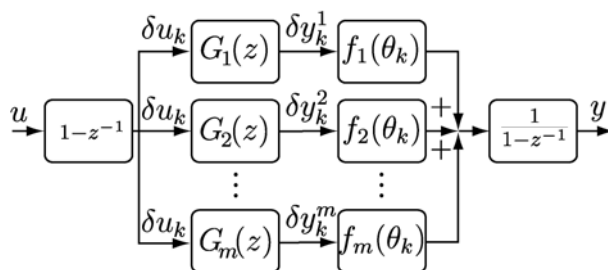 δu_k G_1(z) δy_k^1 f_1(θ_k)
u 1−z^{−1} δu_k G_2(z) δy_k^2 f_2(θ_k) + + 1/(1−z^{−1}) y
⋮ ⋮
δu_k G_m(z) δy_k^m f_m(θ_k)